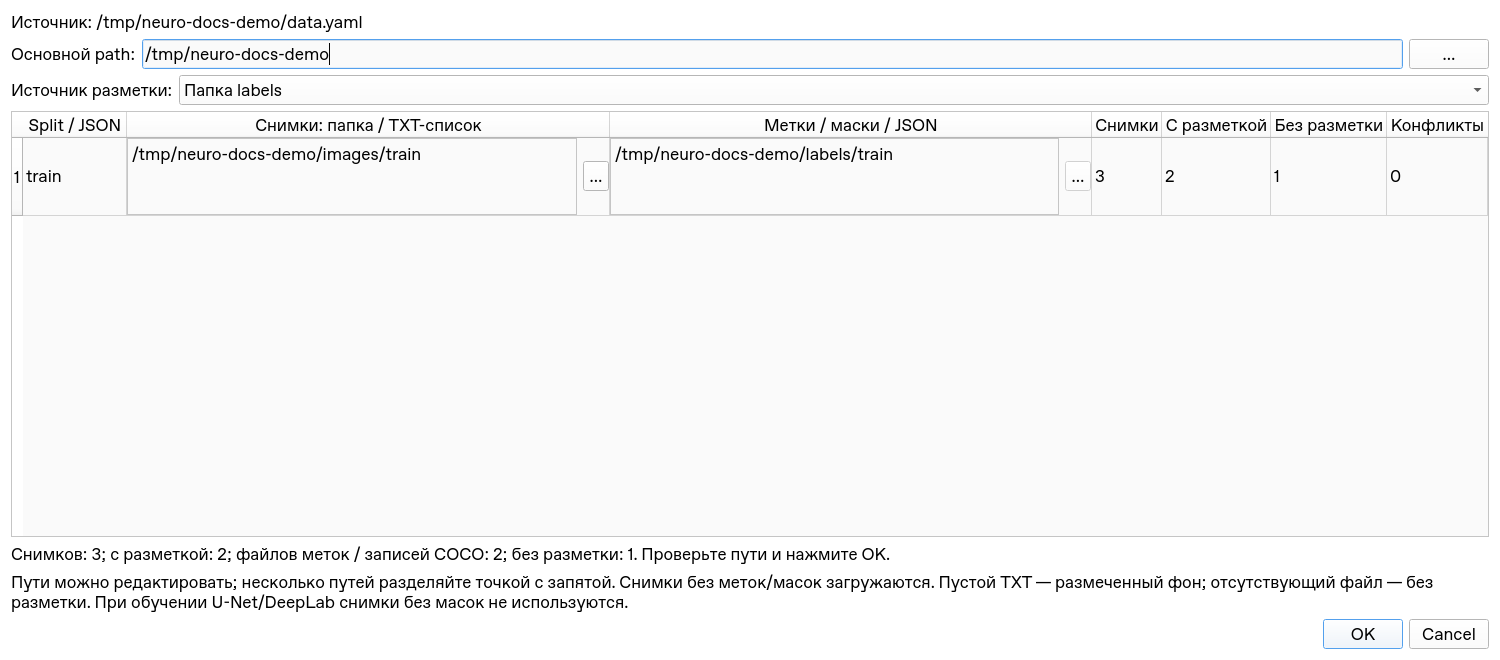 Источник: /tmp/neuro-docs-demo/data.yaml
Основной path: /tmp/neuro-docs-demo ...
Источник разметки: Папка labels
Split / JSON Снимки: папка / TXT-список Метки / маски / JSON Снимки С разметкой Без разметки Конфликты
1 train /tmp/neuro-docs-demo/images/train ... /tmp/neuro-docs-demo/labels/train ... 3 2 1 0
Снимков: 3; с разметкой: 2; файлов меток / записей COCO: 2; без разметки: 1. Проверьте пути и нажмите OK.
Пути можно редактировать; несколько путей разделяйте точкой с запятой. Снимки без меток/масок загружаются. Пустой TXT — размеченный фон; отсутствующий файл — без
разметки. При обучении U-Net/DeepLab снимки без масок не используются.
OK Cancel